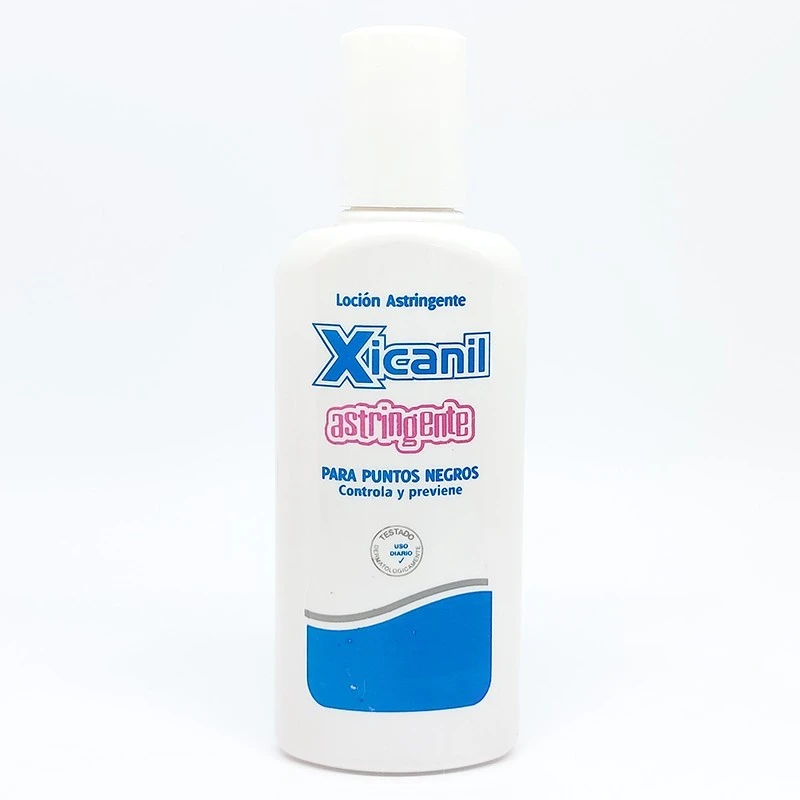 Loción Astringente
Xicanil
astringente
PARA PUNTOS NEGROS
Controla y previene
TESTADO
USO
DIARIO
DERMATOLOGICAMENTE